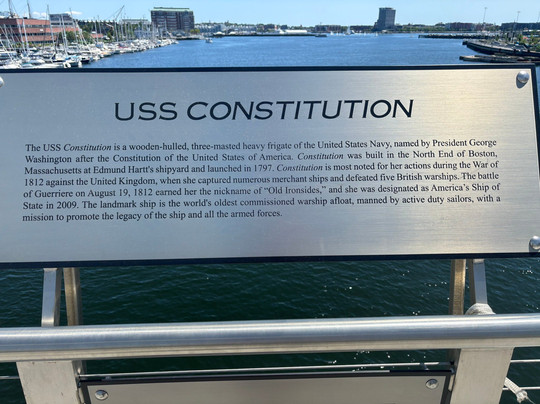 USS CONSTITUTION
The USS Constitution is a wooden-hulled, three-masted heavy frigate of the United States Navy, named by President George
Washington after the Constitution of the United States of America. Constitution was built in the North End of Boston,
Massachusetts at Edmund Hartt's shipyard and launched in 1797. Constitution is most noted for her actions during the War of
1812 against the United Kingdom, when she captured numerous merchant ships and defeated five British warships. The battle
of Guerriere on August 19, 1812 earned her the nickname of “Old Ironsides,” and she was designated as America’s Ship of
State in 2009. The landmark ship is the world's oldest commissioned warship afloat, manned by active duty sailors, with a
mission to promote the legacy of the ship and all the armed forces.